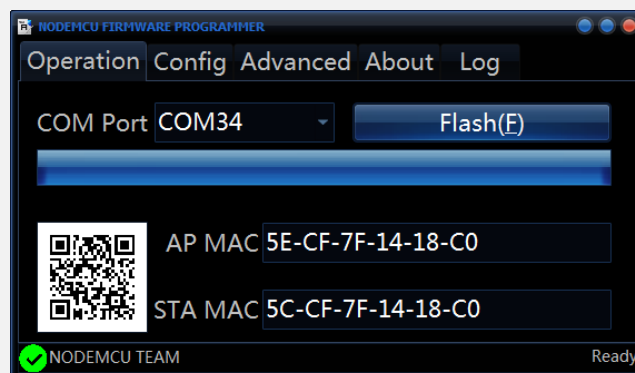 NODEMCU FIRMWARE PROGRAMMER
Operation Config Advanced About Log
COM Port COM34 Flash(F)
AP MAC 5E-CF-7F-14-18-C0
STA MAC 5C-CF-7F-14-18-C0
NODEMCU TEAM Ready